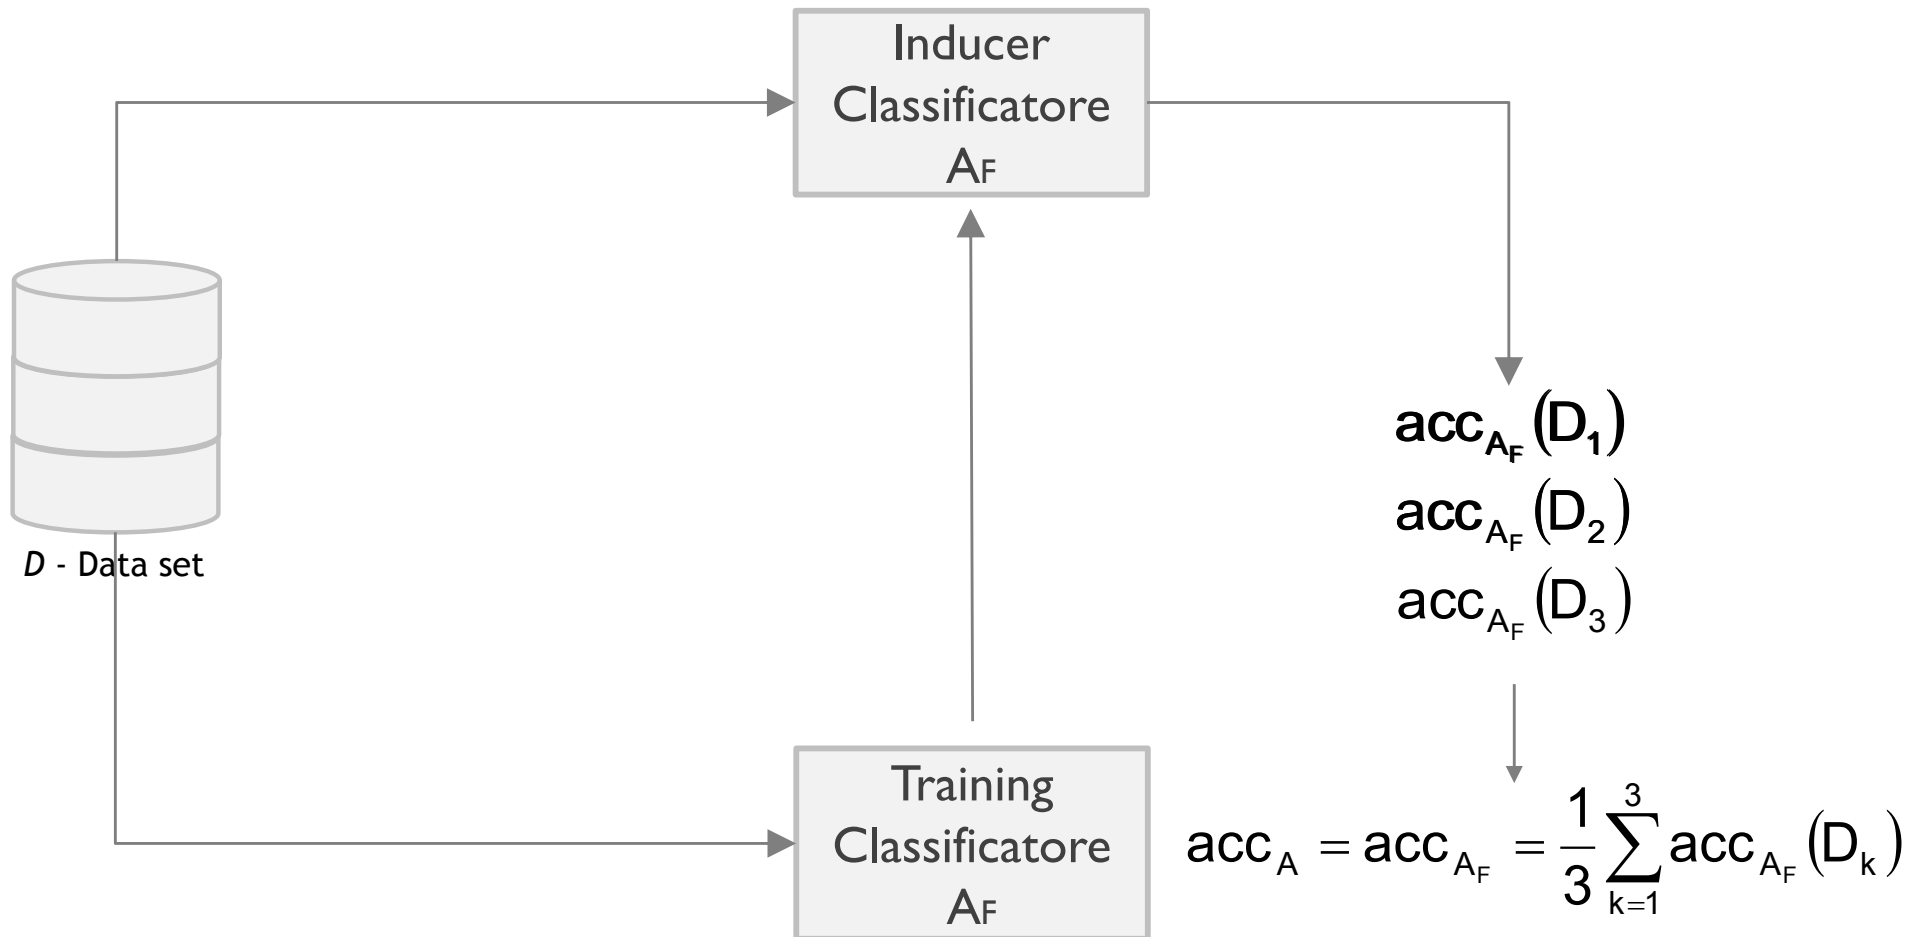 Inducer
Classificatore
AF
D - Data set
acc_{A_F}(D_1)
acc_{A_F}(D_2)
acc_{A_F}(D_3)
Training
Classificatore
AF
acc_A = acc_{A_F} = \frac{1}{3} \sum_{k=1}^{3} acc_{A_F}(D_k)